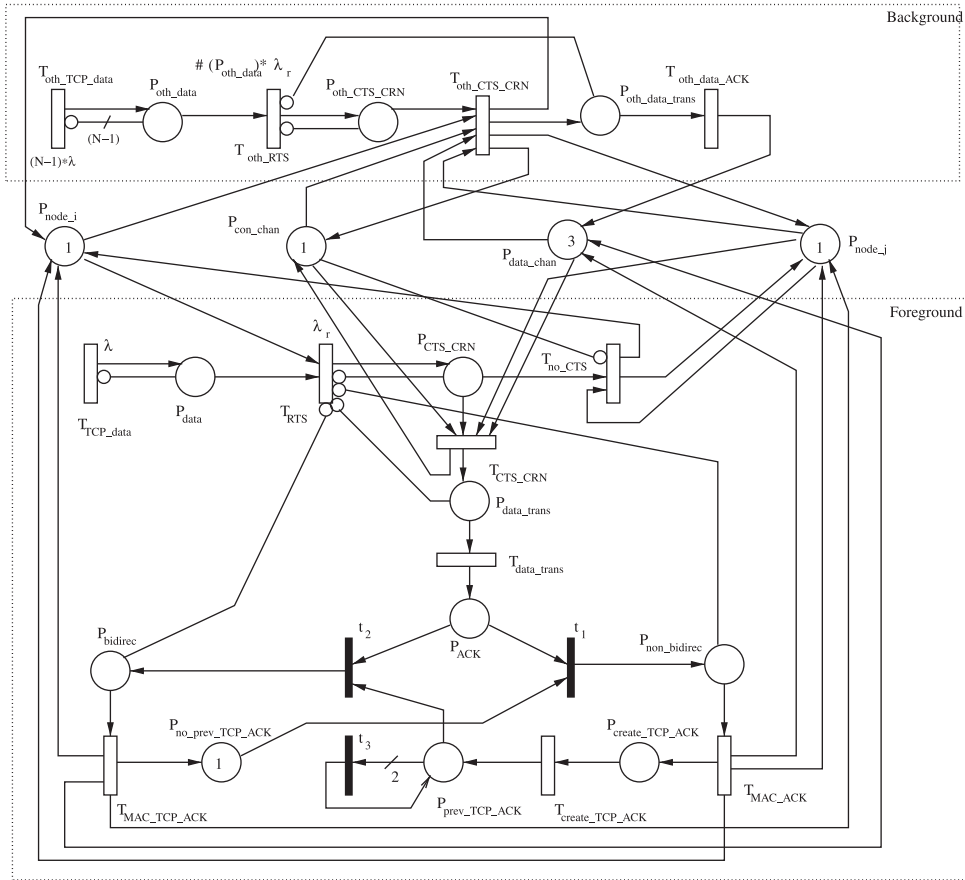 Background
# (P_oth_data)* λ_r
T_oth_TCP_data
P_oth_data
P_oth_CTS_CRN
T_oth_CTS_CRN
P_oth_data_trans
T_oth_data_ACK
(N−1)
T_oth_RTS
(N−1)*λ
P_node_i
1
P_con_chan
1
P_data_chan
3
1
P_node_j
Foreground
λ
λ_r
P_CTS_CRN
T_no_CTS
P_data
T_RTS
T_TCP_data
T_CTS_CRN
P_data_trans
T_data_trans
P_ACK
P_bidirec
t_2
t_1
P_non_bidirec
P_no_prev_TCP_ACK
1
t_3
2
P_create_TCP_ACK
P_prev_TCP_ACK
T_create_TCP_ACK
T_MAC_ACK
T_MAC_TCP_ACK